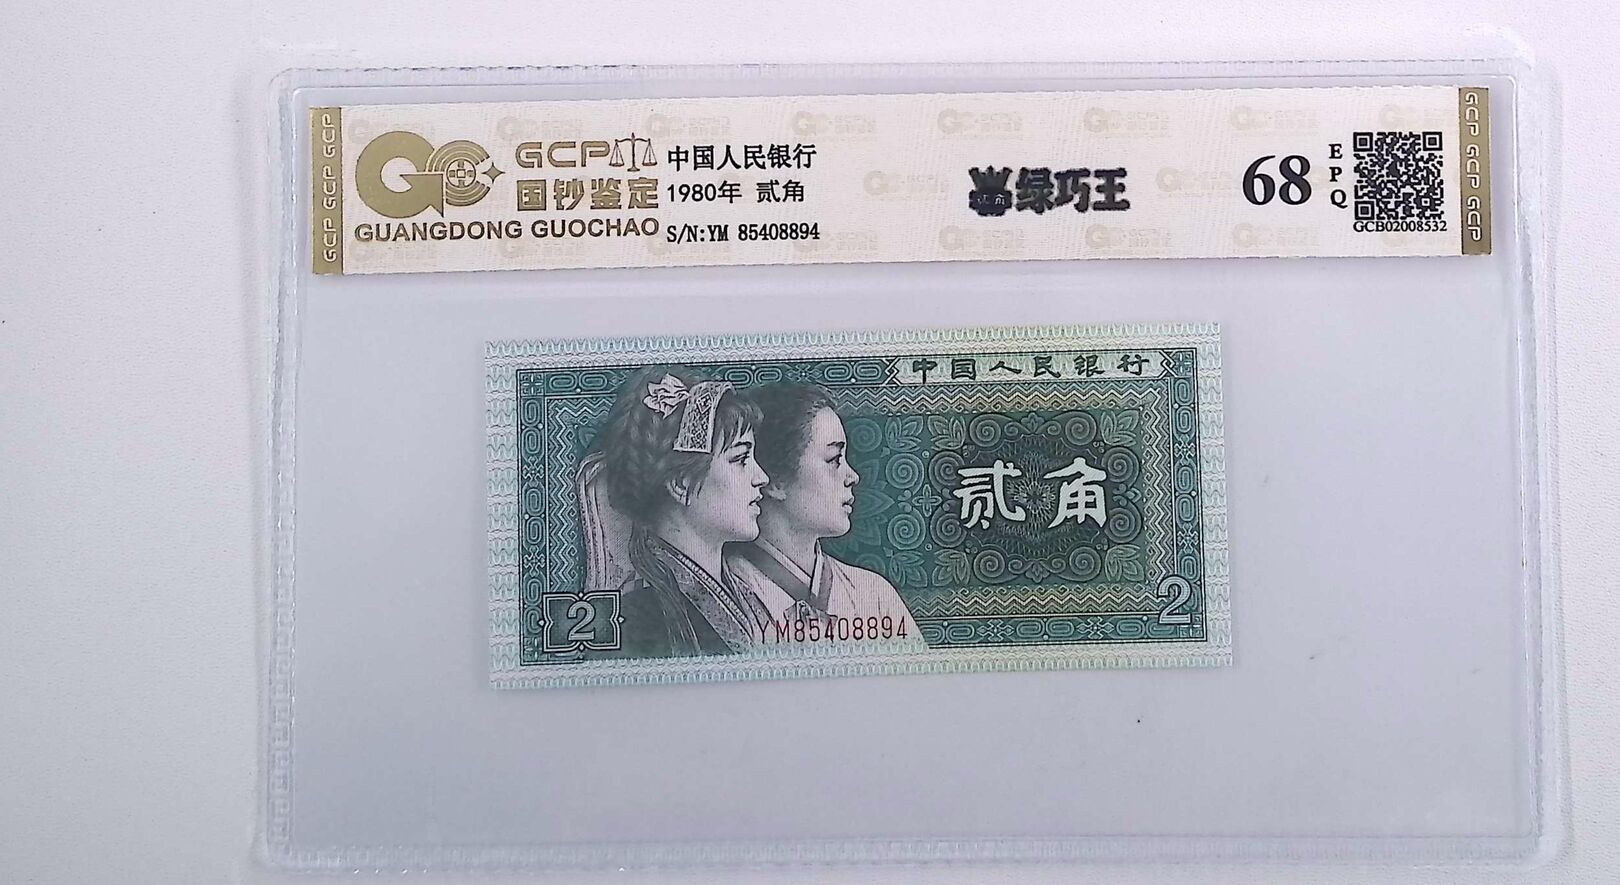 GCP GCP GCP
GCP
国钞鉴定
GUANGDONG GUOCHAO
中国人民银行
1980年 贰角
S/N:YM 85408894
绿巧王
68
EPQ
GCB02008532
GCP GCP GCP
中国人民银行
贰角
2
YM85408894
2